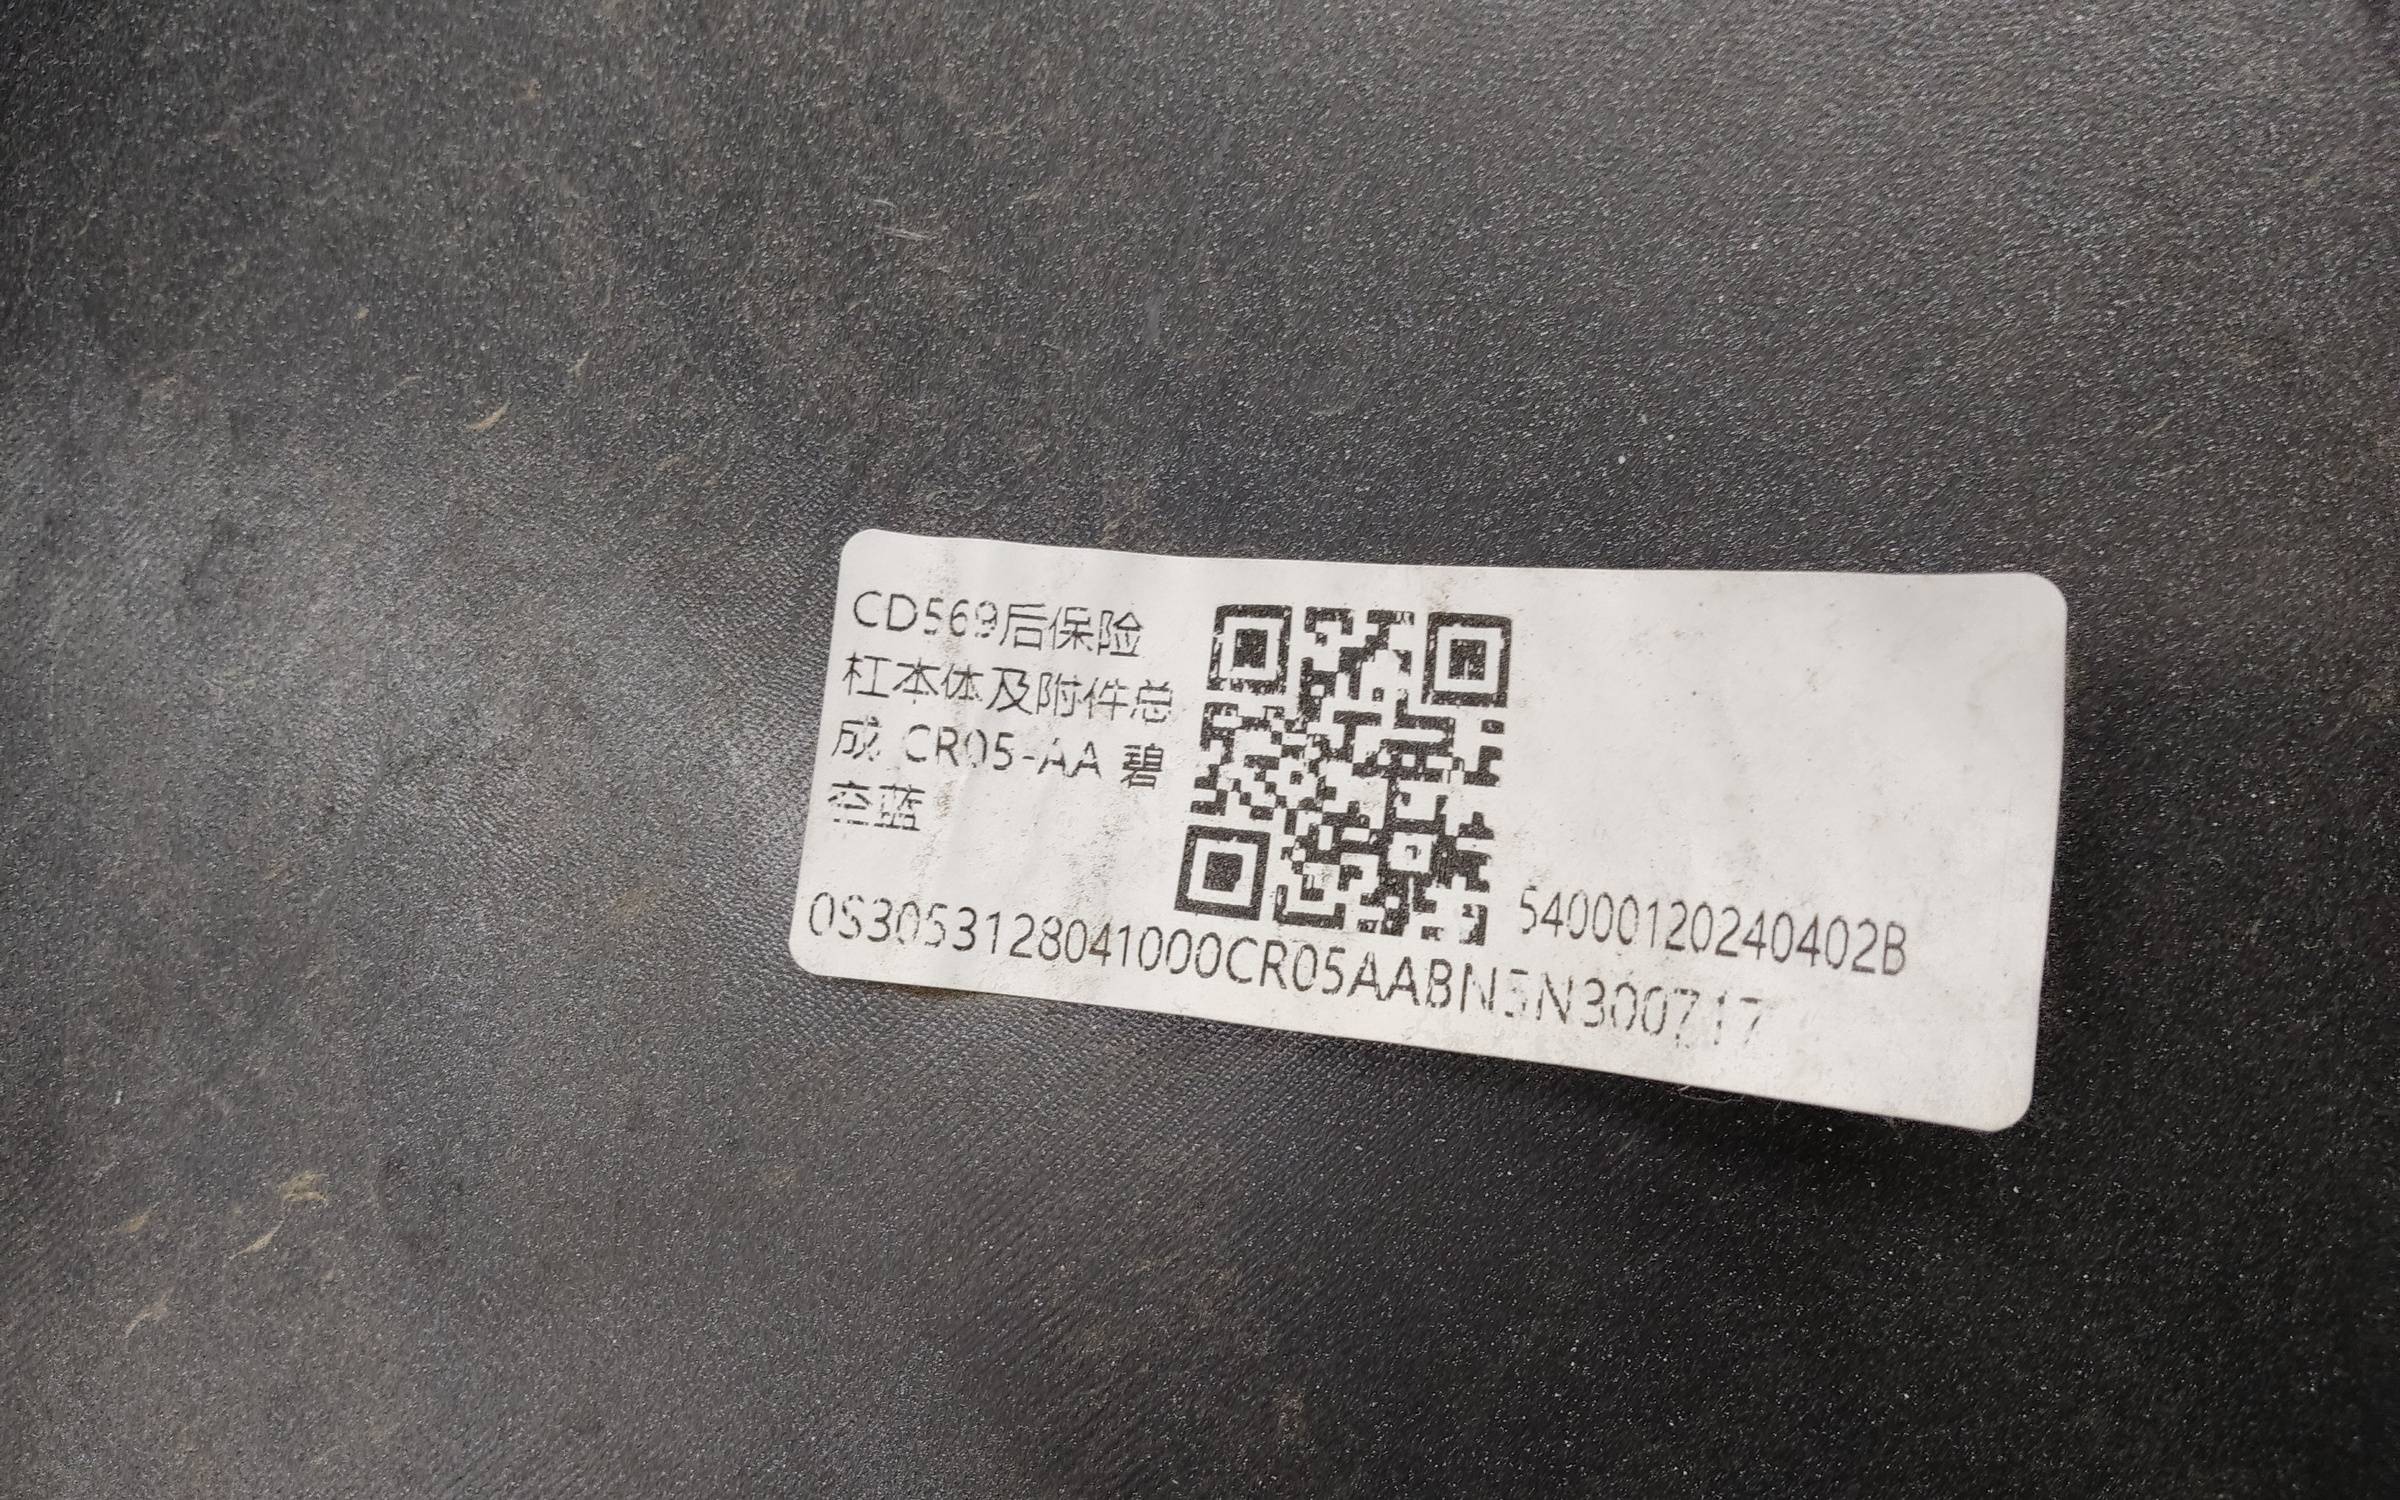 CD569后保险
杠本体及附件总
成 CR05-AA 碧
空蓝
54000120240402B
0S3053128041000CR05AABN5N300717